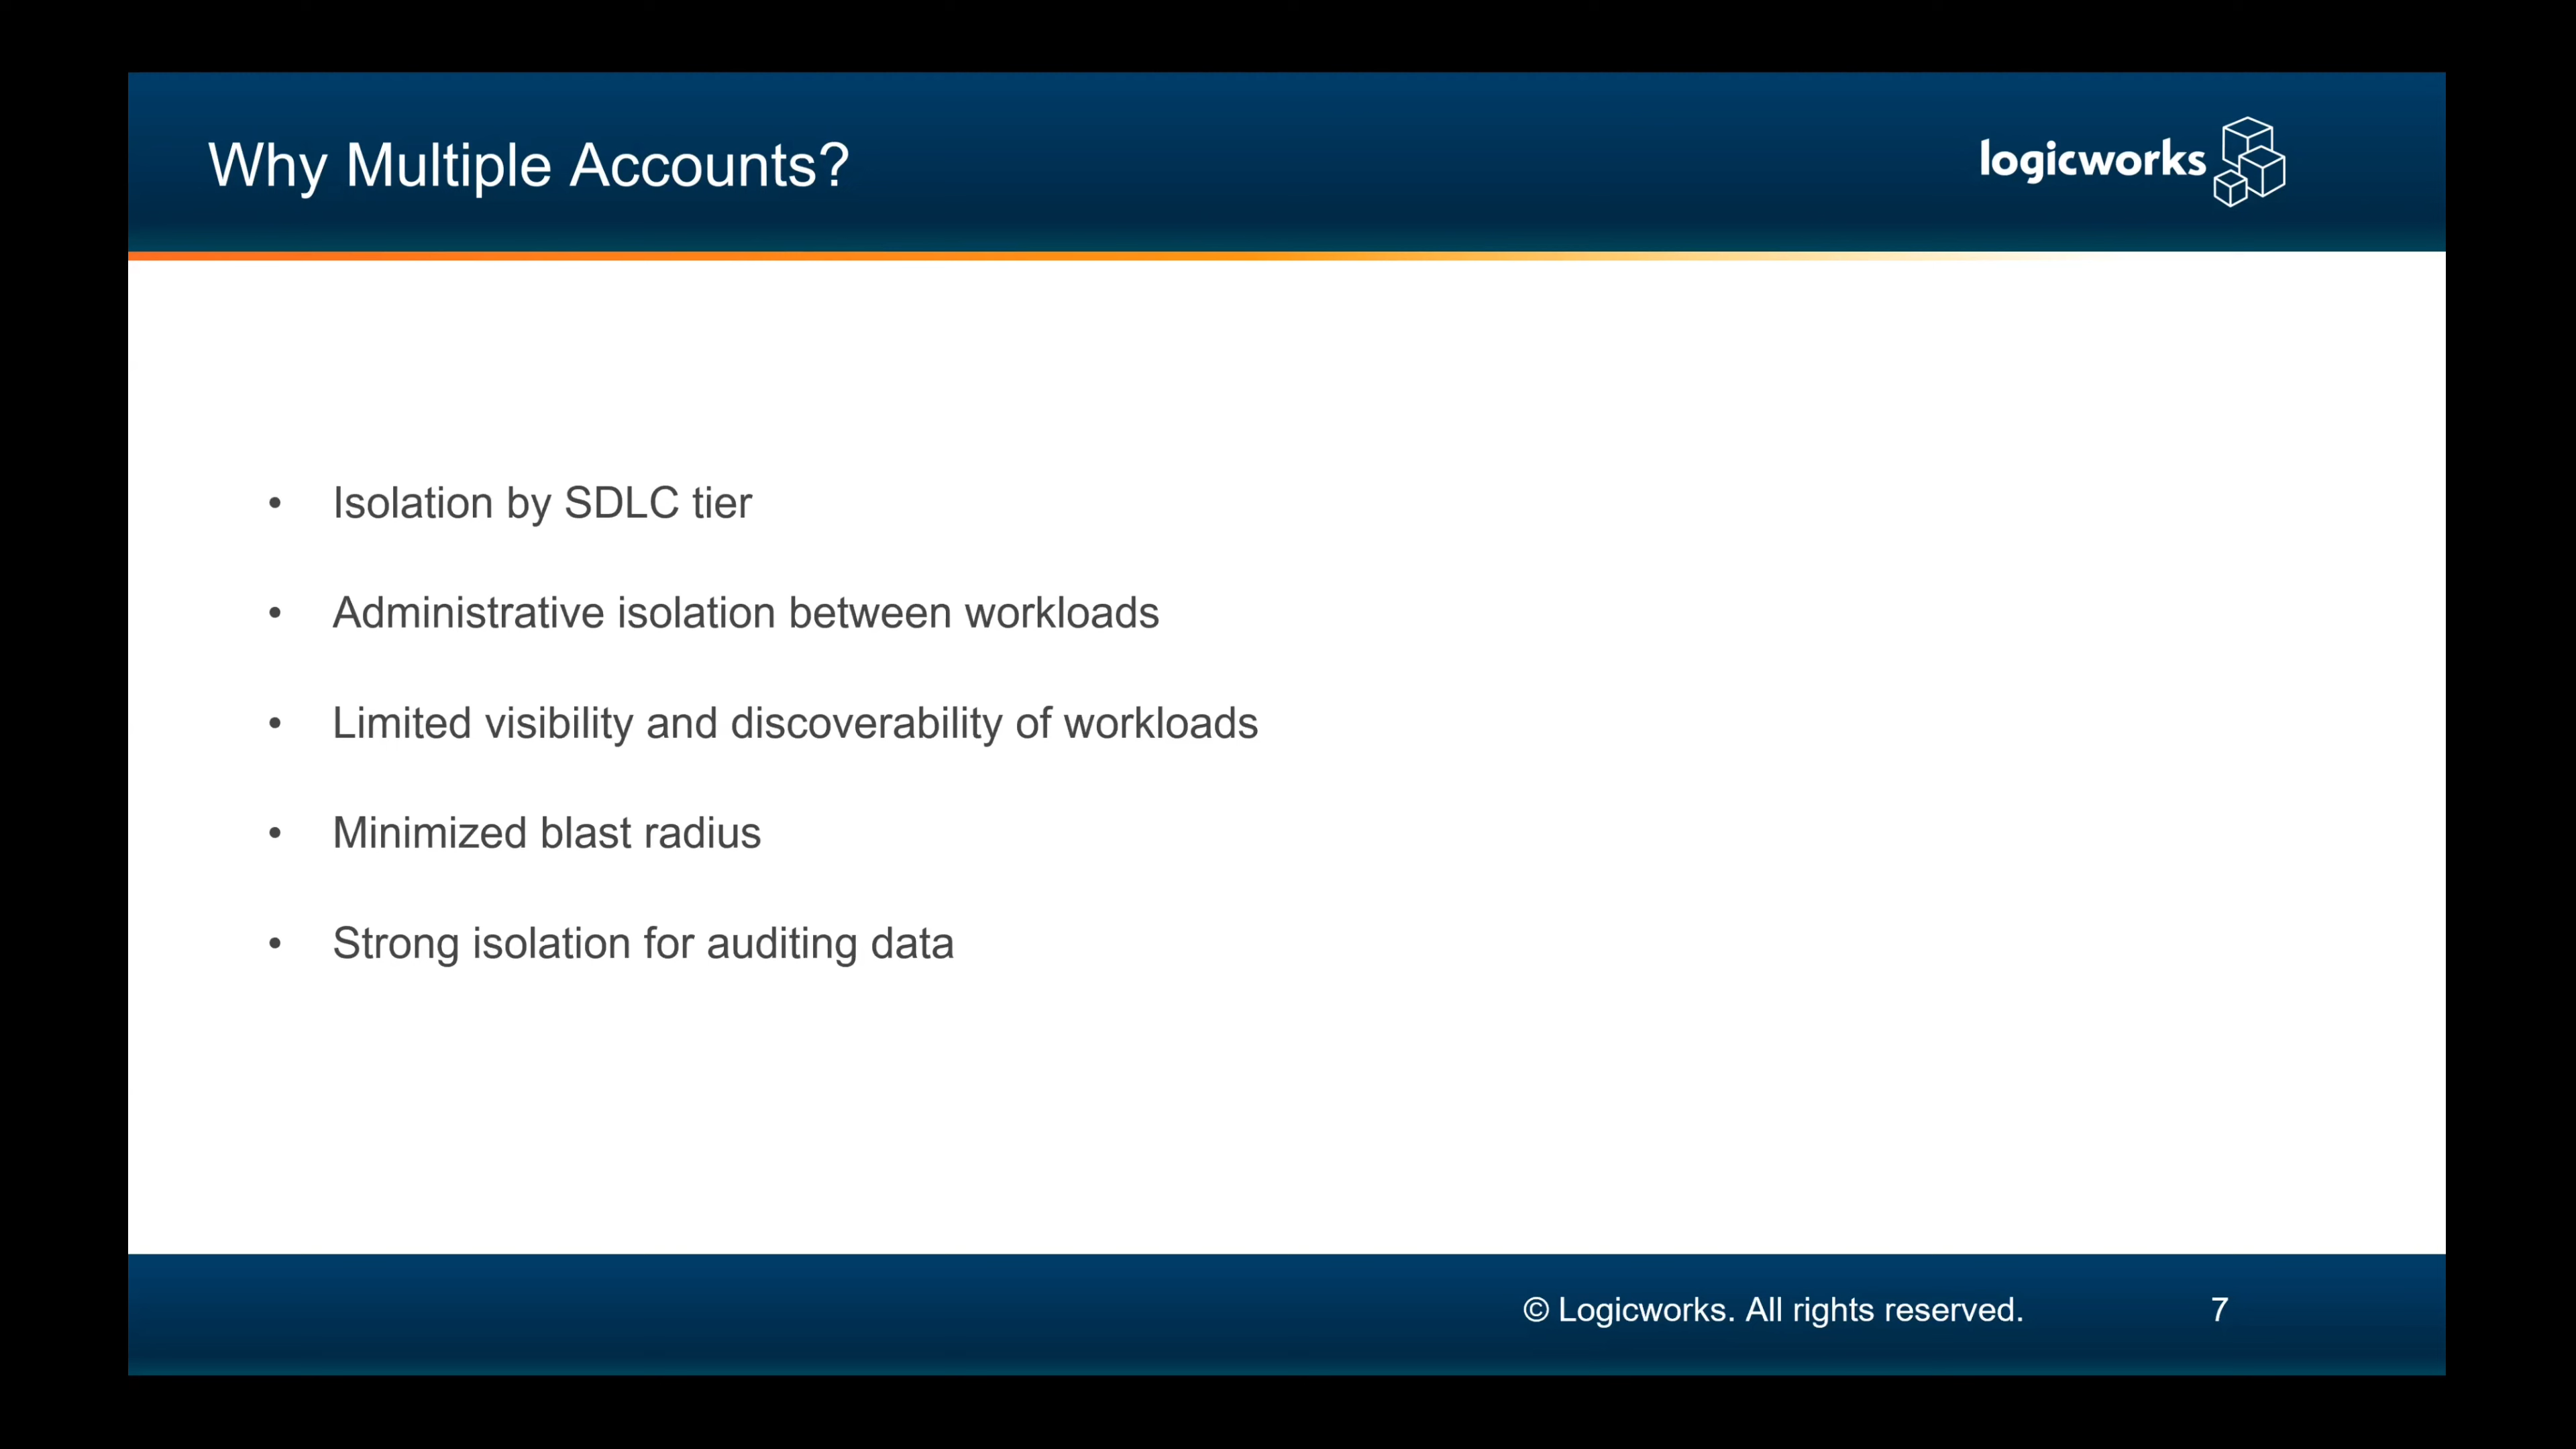 Why Multiple Accounts?
logicworks
• Isolation by SDLC tier
• Administrative isolation between workloads
• Limited visibility and discoverability of workloads
• Minimized blast radius
• Strong isolation for auditing data
© Logicworks. All rights reserved.
7